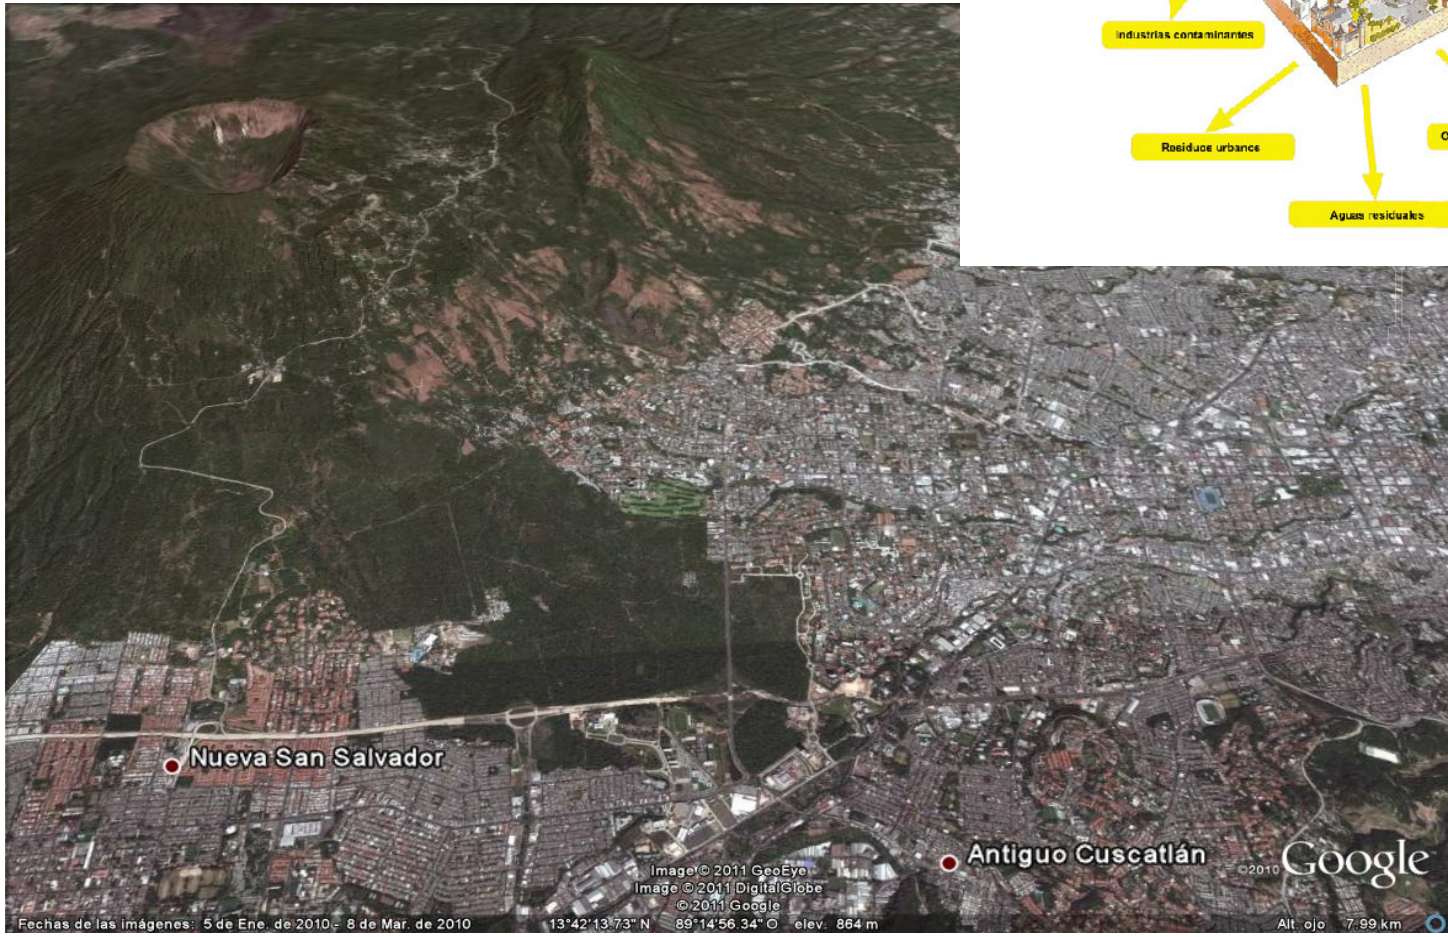 Industrias contaminantes
Residuos urbanos
Aguas residuales
Nueva San Salvador
Antiguo Cuscatlán
Image © 2011 GeoEye
Image © 2011 DigitalGlobe
© 2011 Google
©2010 Google
Fechas de las imágenes: 5 de Ene. de 2010 - 8 de Mar. de 2010 13°42'13.73" N 89°14'56.34" O elev. 864 m Alt. ojo 7.99 km